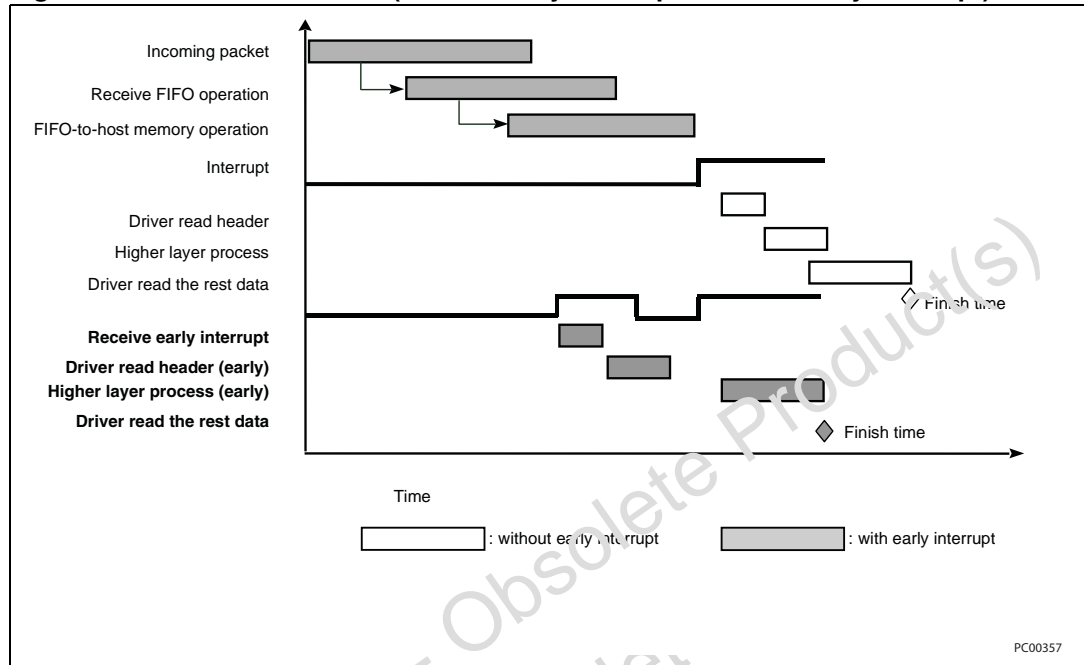 Incoming packet
Receive FIFO operation
FIFO-to-host memory operation
Interrupt
Driver read header
Higher layer process
Driver read the rest data
Finish time
Receive early interrupt
Driver read header (early)
Higher layer process (early)
Driver read the rest data
Finish time
Time
: without early interrupt
: with early interrupt
Obsolete Product(s)
PC00357